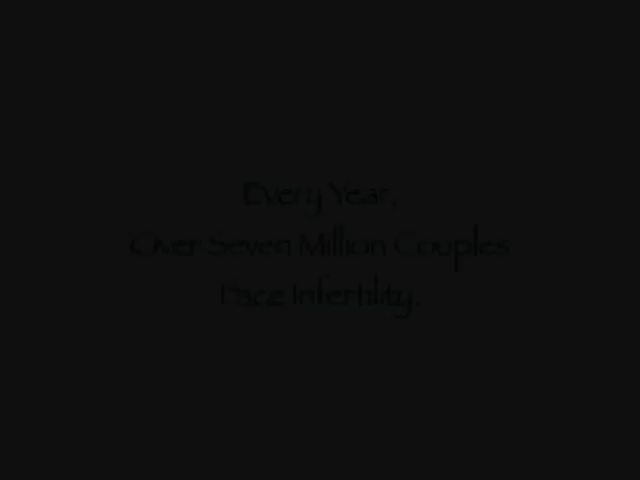 Every Year,
Over Seven Million Couples
Face Infertility.